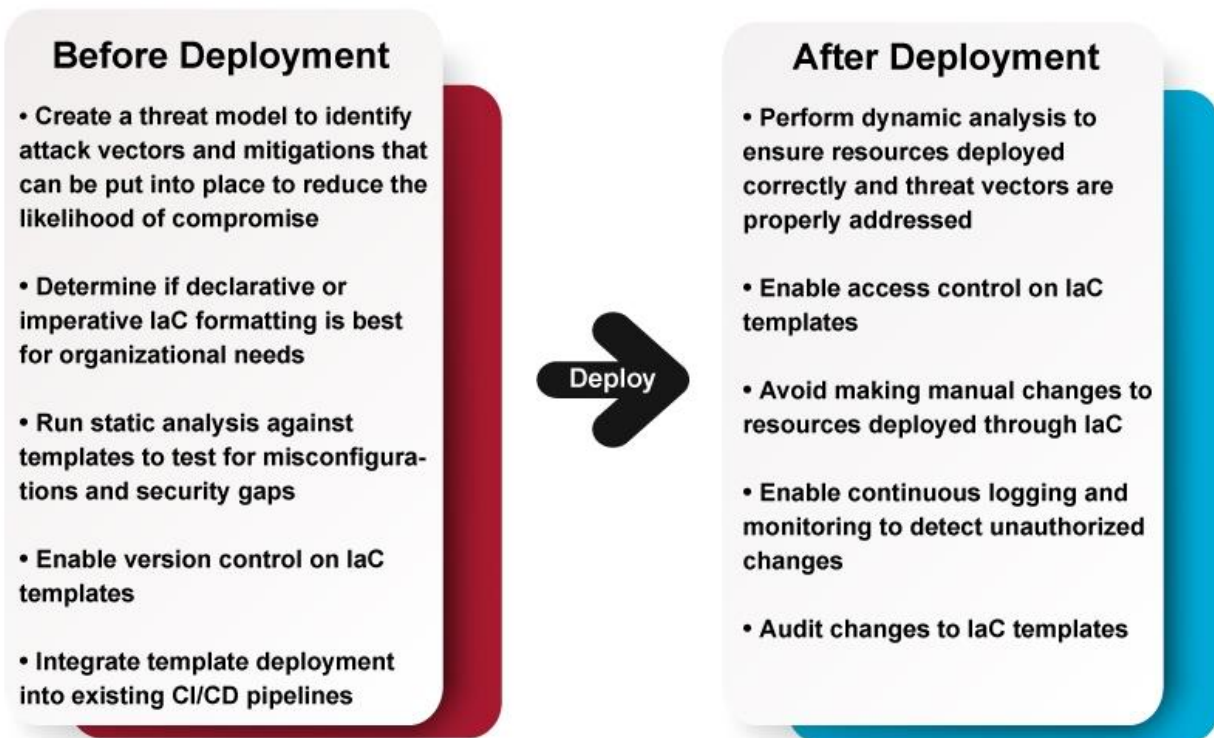 Before Deployment
• Create a threat model to identify
attack vectors and mitigations that
can be put into place to reduce the
likelihood of compromise
• Determine if declarative or
imperative IaC formatting is best
for organizational needs
• Run static analysis against
templates to test for misconfigura-
tions and security gaps
• Enable version control on IaC
templates
• Integrate template deployment
into existing CI/CD pipelines
Deploy
After Deployment
• Perform dynamic analysis to
ensure resources deployed
correctly and threat vectors are
properly addressed
• Enable access control on IaC
templates
• Avoid making manual changes to
resources deployed through IaC
• Enable continuous logging and
monitoring to detect unauthorized
changes
• Audit changes to IaC templates